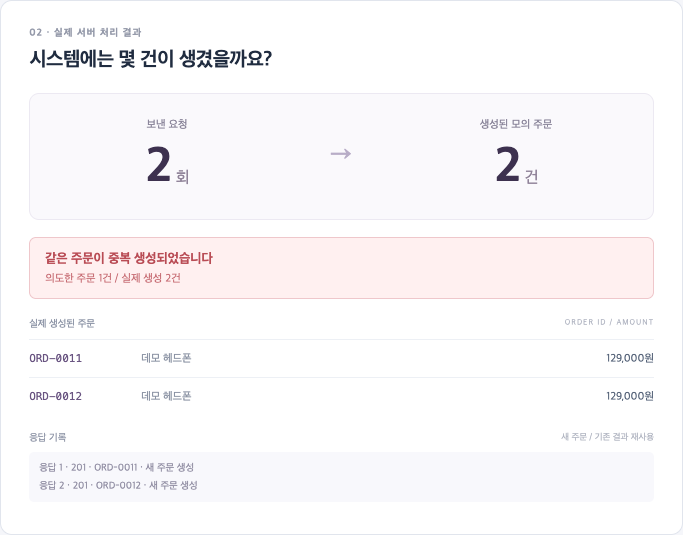 02 · 실제 서버 처리 결과
시스템에는 몇 건이 생겼을까요?
보낸 요청
2회
→
생성된 모의 주문
2건
같은 주문이 중복 생성되었습니다
의도한 주문 1건 / 실제 생성 2건
실제 생성된 주문 ORDER ID / AMOUNT
ORD-0011 데모 헤드폰 129,000원
ORD-0012 데모 헤드폰 129,000원
응답 기록 새 주문 / 기존 결과 재사용
응답 1 · 201 · ORD-0011 · 새 주문 생성
응답 2 · 201 · ORD-0012 · 새 주문 생성